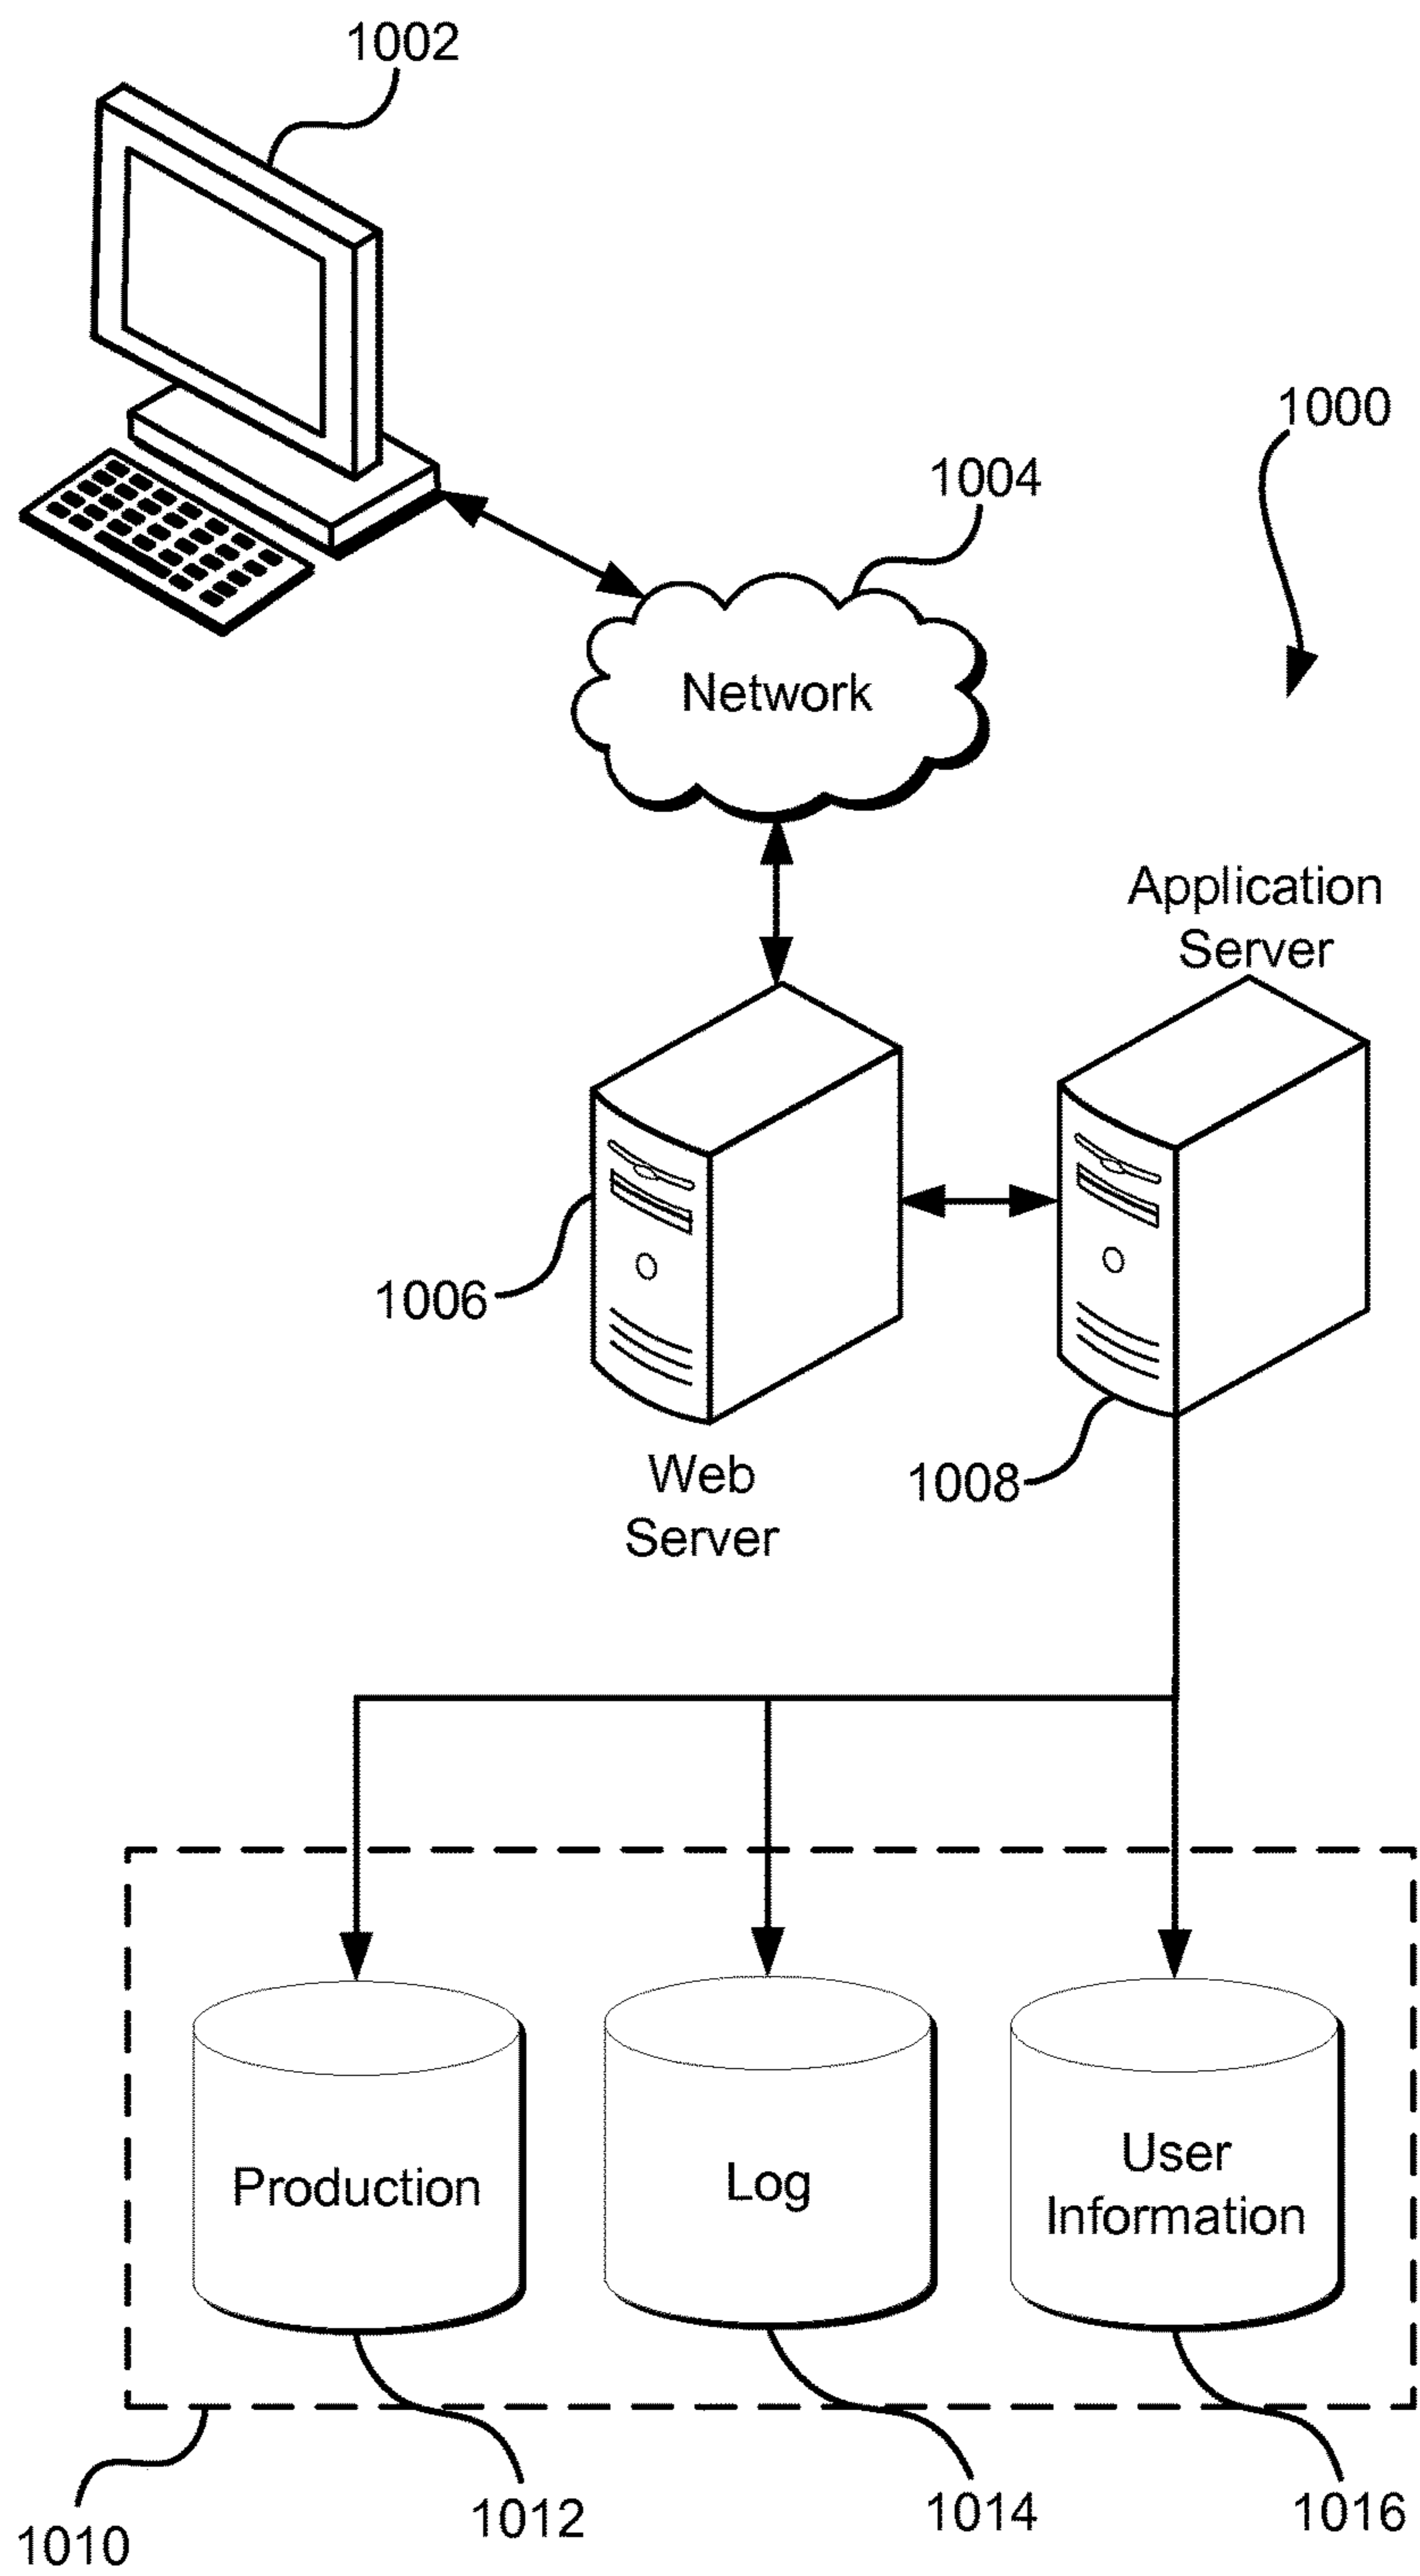 1002
1000
1004
Network
Application
Server
1006
Web
Server
1008
Production
Log
User
Information
1010
1012
1014
1016